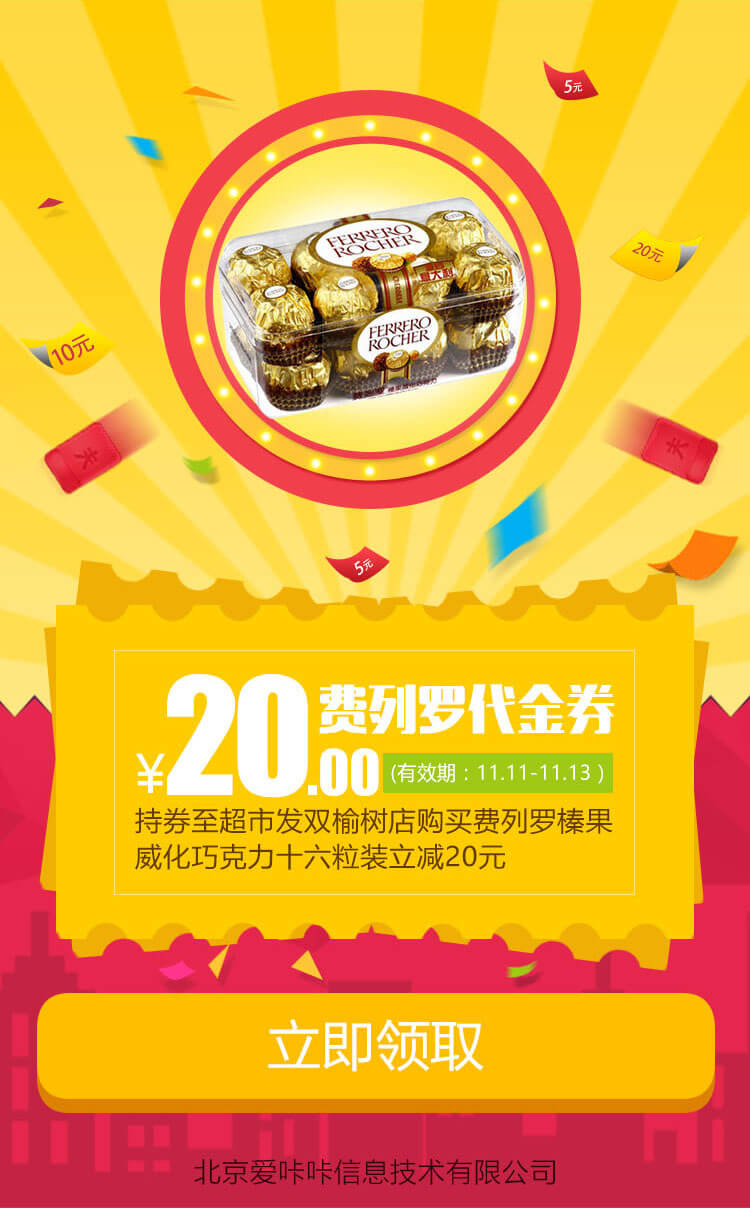 5元
FERRERO
ROCHER
意大利
20元
FERRERO
ROCHER
10元
5元
¥20.00
费列罗代金券
(有效期：11.11-11.13 )
持券至超市发双榆树店购买费列罗榛果
威化巧克力十六粒装立减20元
立即领取
北京爱咔咔信息技术有限公司